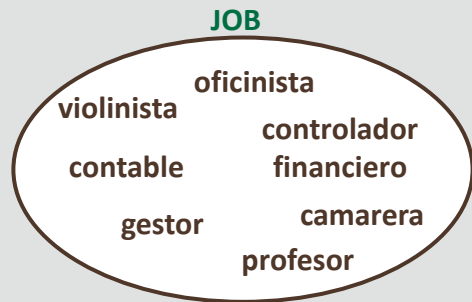 JOB
oficinista
violinista
controlador
financiero
contable
gestor
camarera
profesor